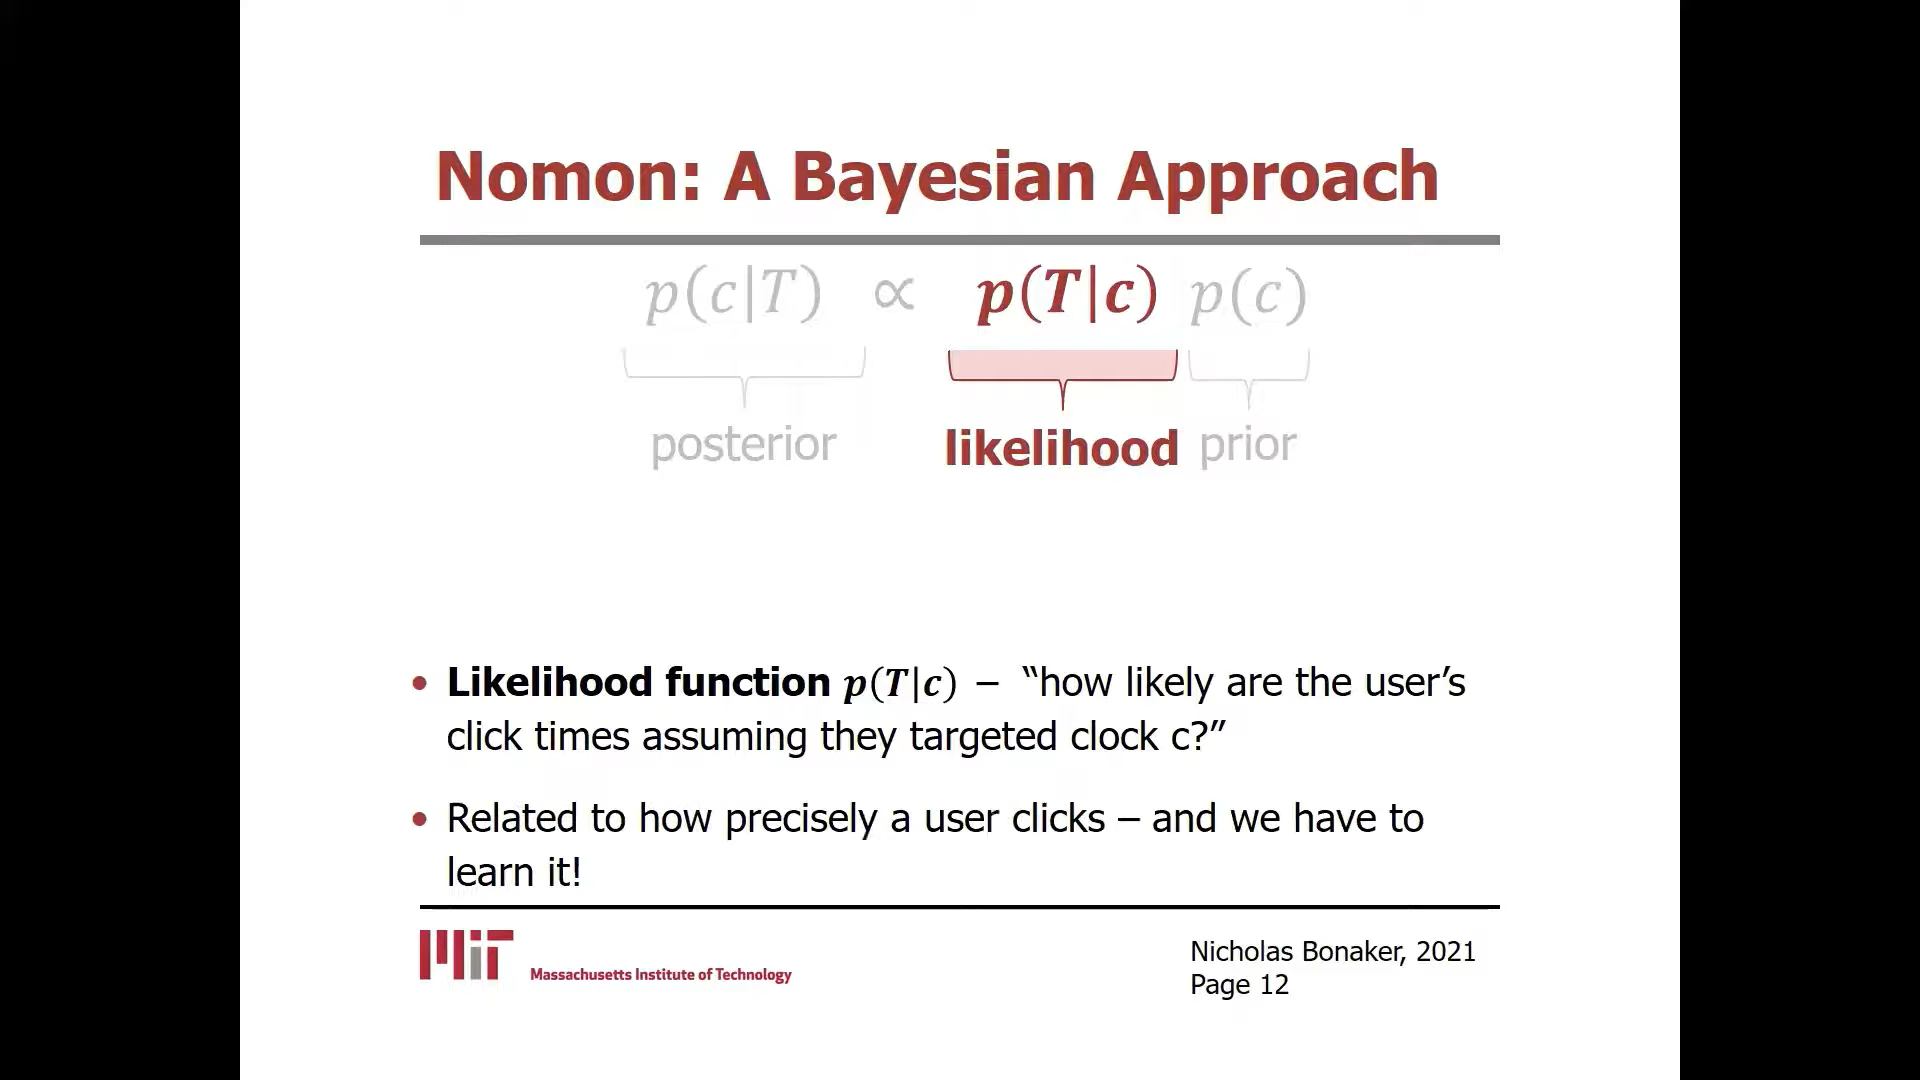 Nomon: A Bayesian Approach
p(c|T) ∝ p(T|c) p(c)
posterior likelihood prior
• Likelihood function p(T|c) – “how likely are the user’s
click times assuming they targeted clock c?”
• Related to how precisely a user clicks – and we have to
learn it!
MIT Massachusetts Institute of Technology
Nicholas Bonaker, 2021
Page 12